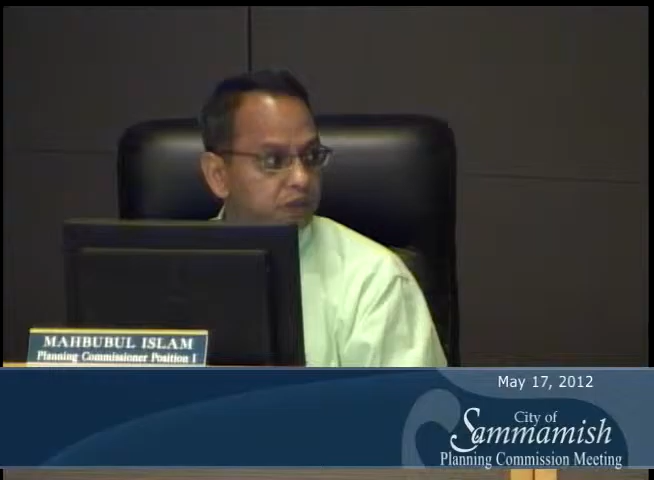 MAHBUBUL ISLAM
Planning Commissioner Position 1
May 17, 2012
City of
Sammamish
Planning Commission Meeting